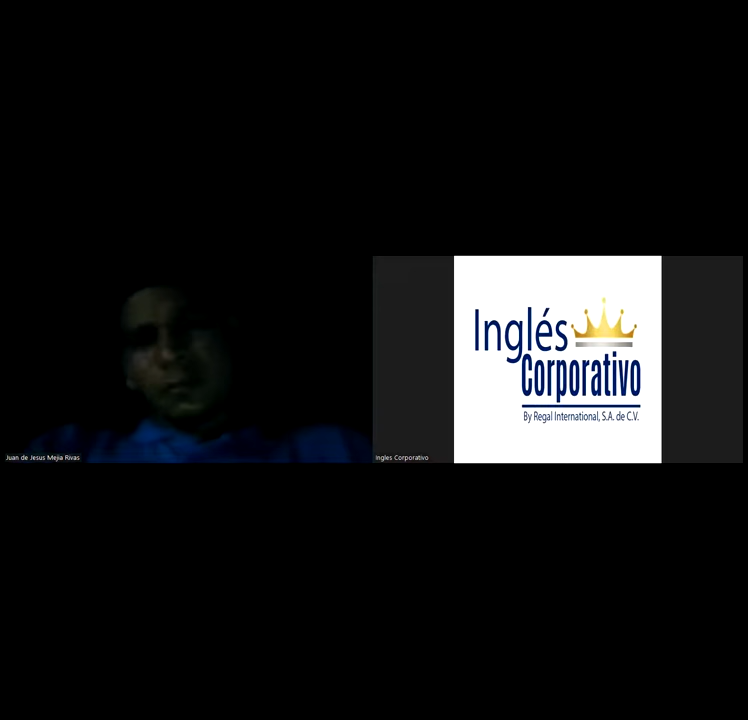 Inglés
Corporativo
By Regal International, S.A. de C.V.
Juan de Jesus Mejia Rivas
Ingles Corporativo